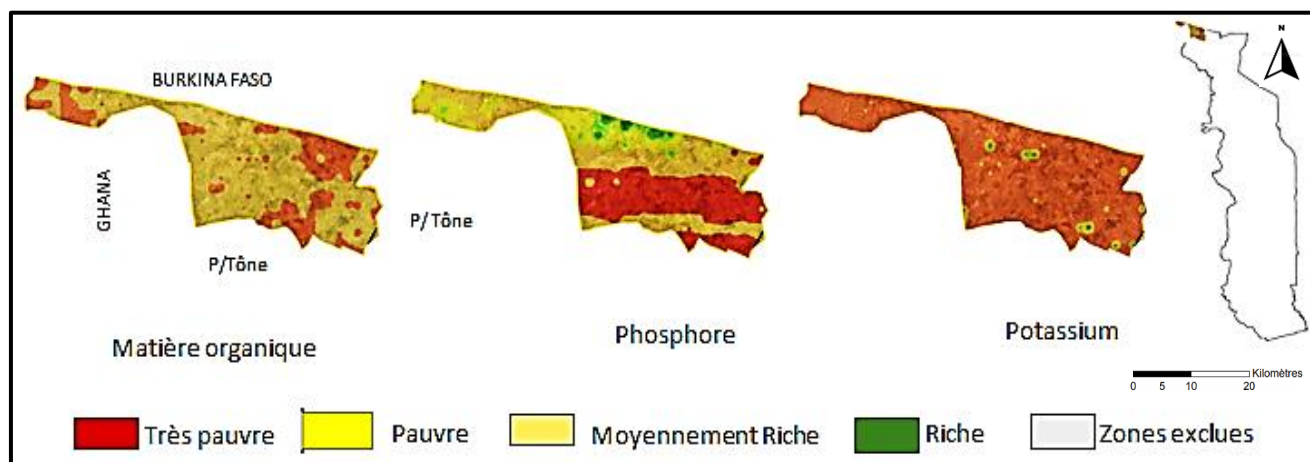 N
BURKINA FASO
GHANA
P/Tône
P/Tône
Matière organique
Phosphore
Potassium
Kilomètres
0 5 10 20
Très pauvre
Pauvre
Moyennement Riche
Riche
Zones exclues